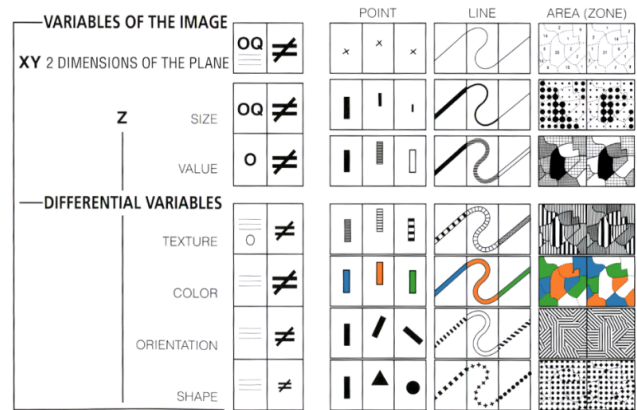 POINT LINE AREA (ZONE)
VARIABLES OF THE IMAGE
XY 2 DIMENSIONS OF THE PLANE OQ ≠
Z SIZE OQ ≠
VALUE O ≠
DIFFERENTIAL VARIABLES
TEXTURE O ≠
COLOR ≠
ORIENTATION ≠
SHAPE ≠